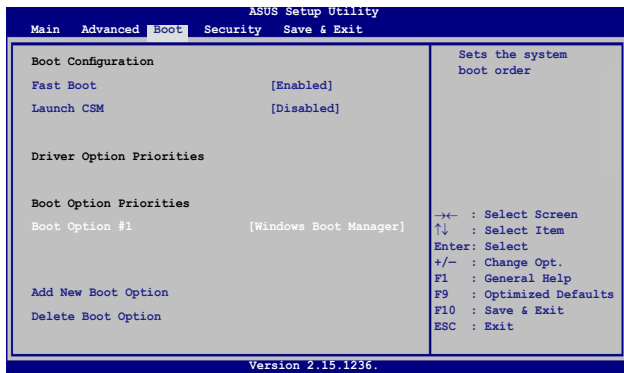 ASUS Setup Utility
Main Advanced Boot Security Save & Exit
Boot Configuration
Fast Boot [Enabled]
Launch CSM [Disabled]
Driver Option Priorities
Boot Option Priorities
Boot Option #1 [Windows Boot Manager]
Add New Boot Option
Delete Boot Option
Sets the system
boot order
→← : Select Screen
↑↓ : Select Item
Enter: Select
+/— : Change Opt.
F1 : General Help
F9 : Optimized Defaults
F10 : Save & Exit
ESC : Exit
Version 2.15.1236.